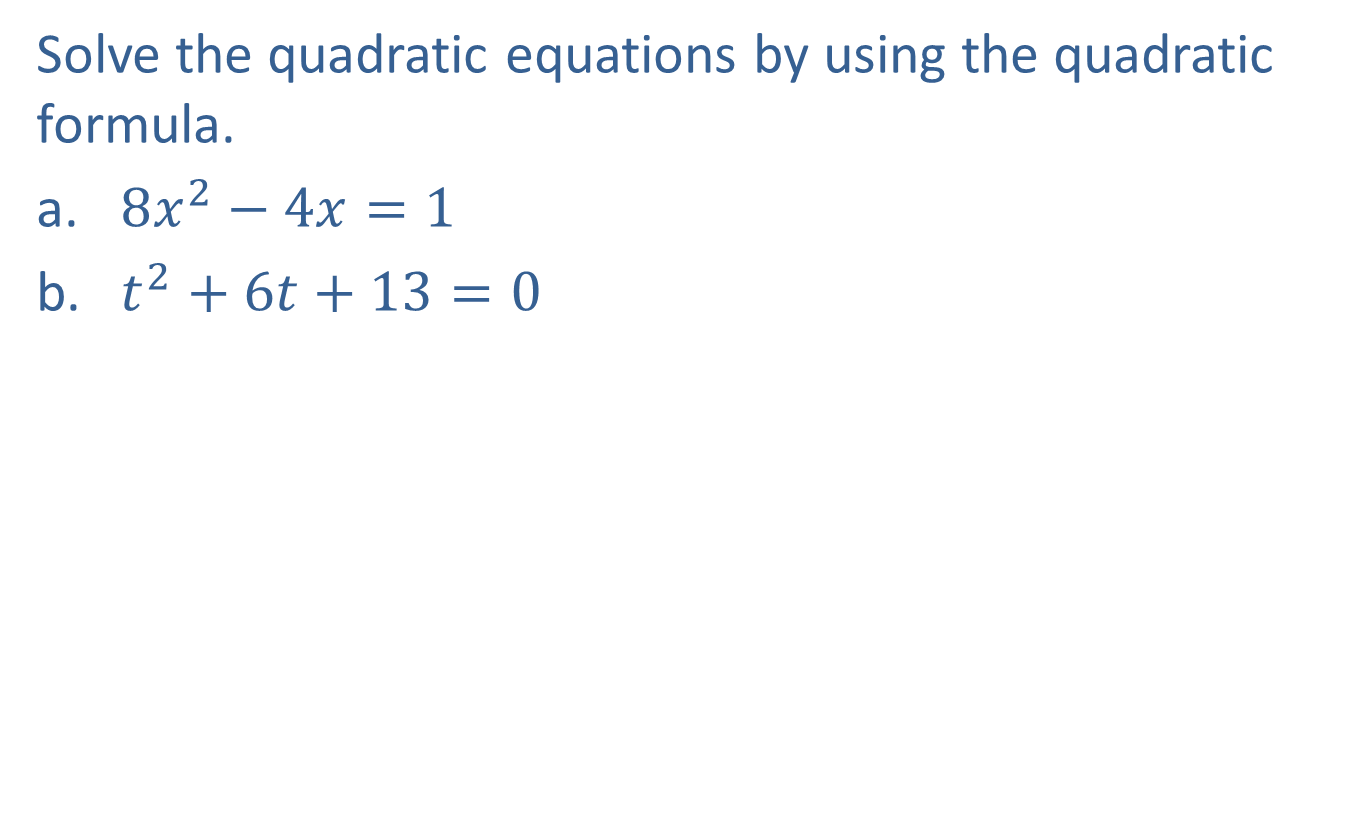 Solve the quadratic equations by using the quadratic
formula.
a. 8𝑥² − 4𝑥 = 1
b. 𝑡² + 6𝑡 + 13 = 0